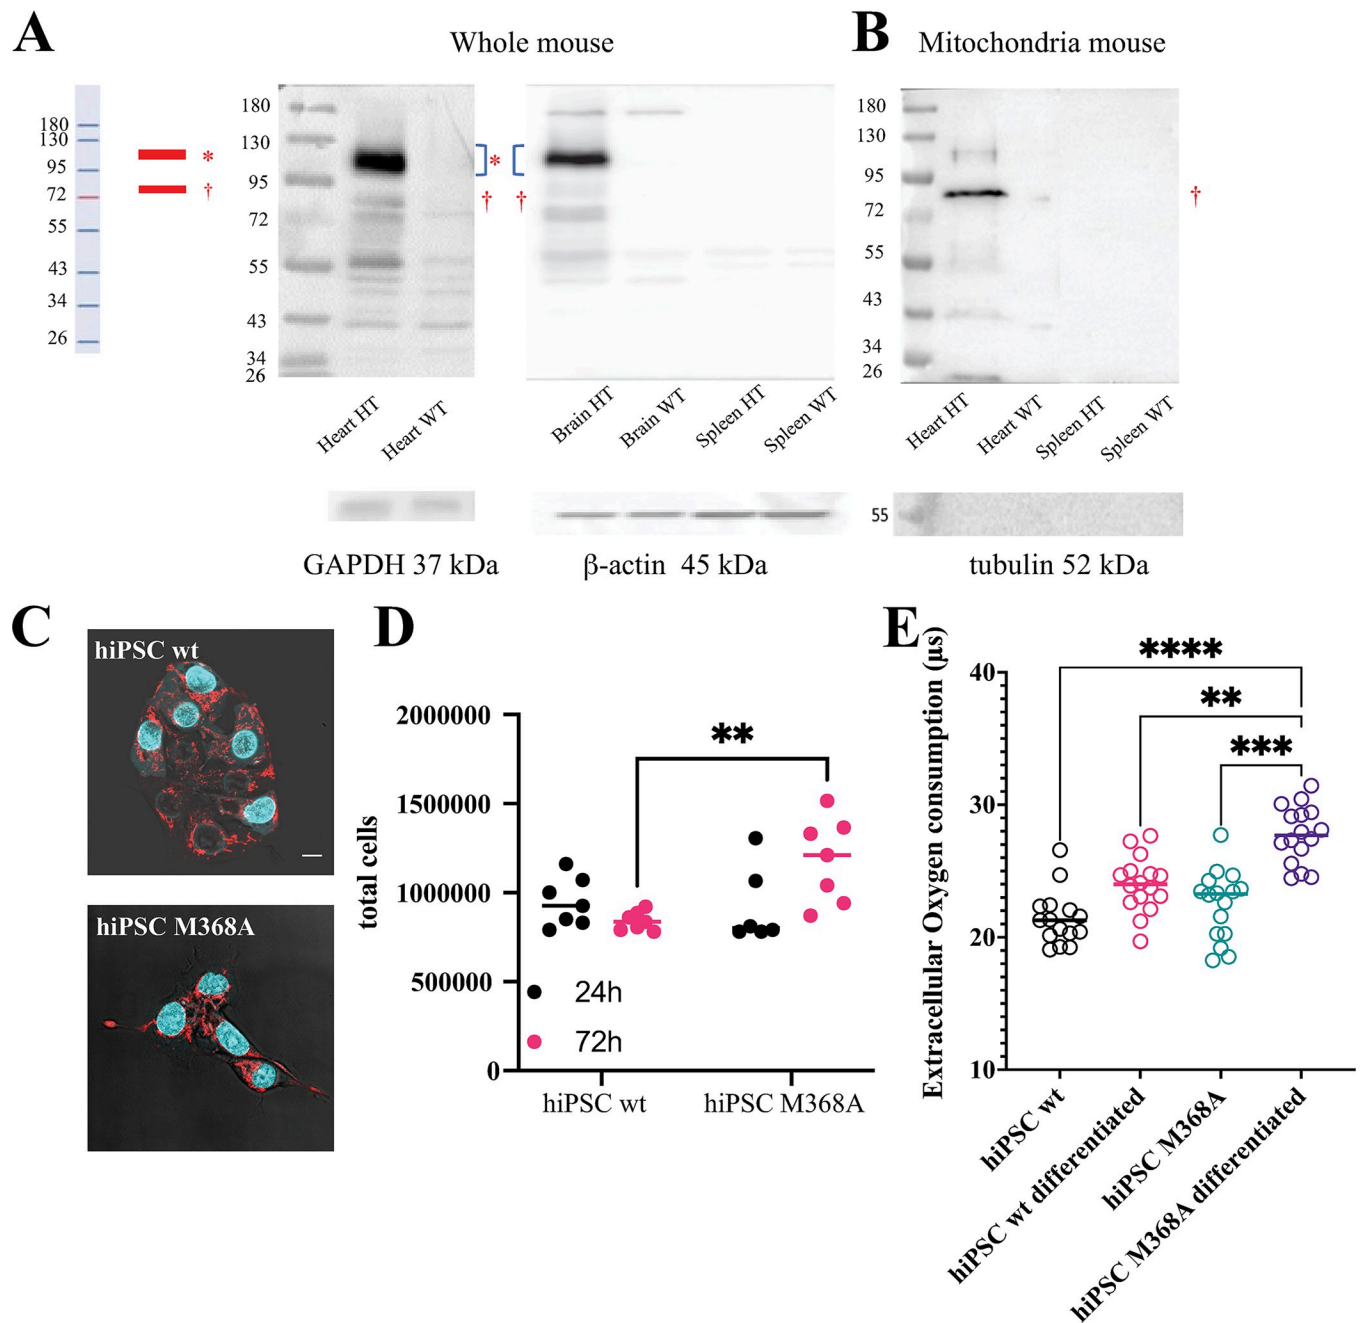 A
Whole mouse
B
Mitochondria mouse
180
130
95
72
55
43
34
26
*
†
180
130
95
72
55
43
34
26
*
†
†
180
130
95
72
55
43
34
26
†
Heart HT
Heart WT
Brain HT
Brain WT
Spleen HT
Spleen WT
Heart HT
Heart WT
Spleen HT
Spleen WT
55
GAPDH 37 kDa
β-actin 45 kDa
tubulin 52 kDa
C
hiPSC wt
hiPSC M368A
D
total cells
2000000
1500000
1000000
500000
0
**
24h
72h
hiPSC wt
hiPSC M368A
E
Extracellular Oxygen consumption (µs)
40
30
20
10
****
**
***
hiPSC wt
hiPSC wt differentiated
hiPSC M368A
hiPSC M368A differentiated